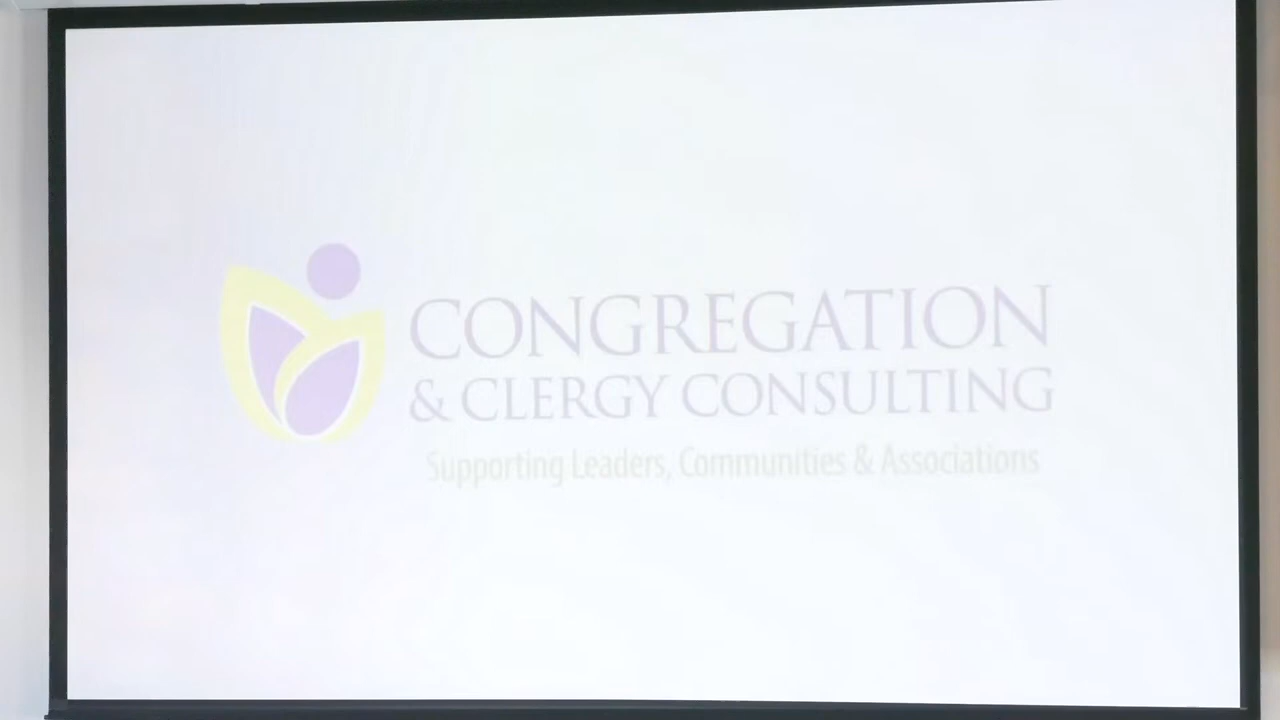 CONGREGATION
& CLERGY CONSULTING
Supporting Leaders, Communities & Associations